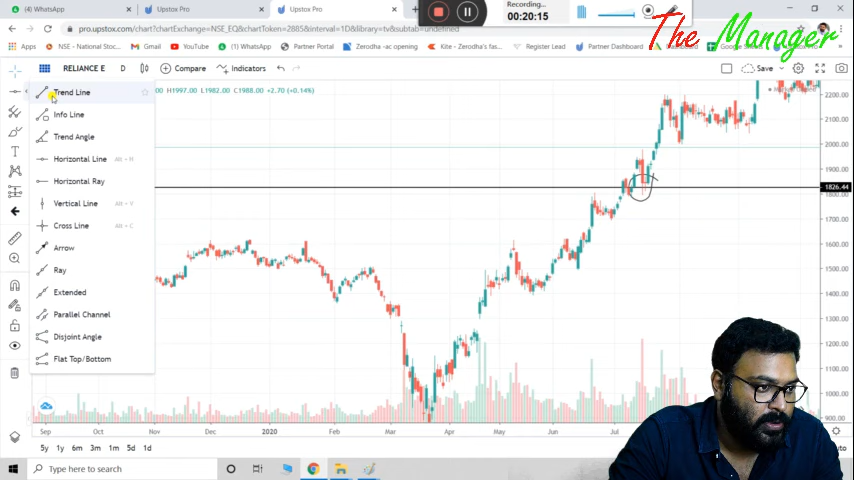 WhatsApp
Upstox Pro
Upstox Pro
Recording...
00:20:15
The Manager
pro.upstox.com/chart?chartExchange=NSE_EQ&chartToken=2885&interval=1D&library=tv&subtab=undefined
Apps
NSE - National Stoc...
Gmail
YouTube
(1) WhatsApp
Partner Portal
Zerodha -ac opening
Kite - Zerodha's fas...
Register Lead
Partner Dashboard
RELIANCE E
D
Compare
Indicators
Save
H1997.00 L1982.00 C1988.00 +2.70 (+0.14%)
Trend Line
Info Line
Trend Angle
Horizontal Line Alt + H
Horizontal Ray
Vertical Line Alt + V
Cross Line Alt + C
Arrow
Ray
Extended
Parallel Channel
Disjoint Angle
Flat Top/Bottom
2200.00
2100.00
2000.00
1900.00
1826.44
1700.00
1600.00
1500.00
1400.00
1300.00
1200.00
1100.00
1000.00
900.00
Sep
Oct
Nov
Dec
2020
Feb
Mar
Apr
May
Jun
Jul
5y
1y
6m
3m
1m
5d
1d
Type here to search